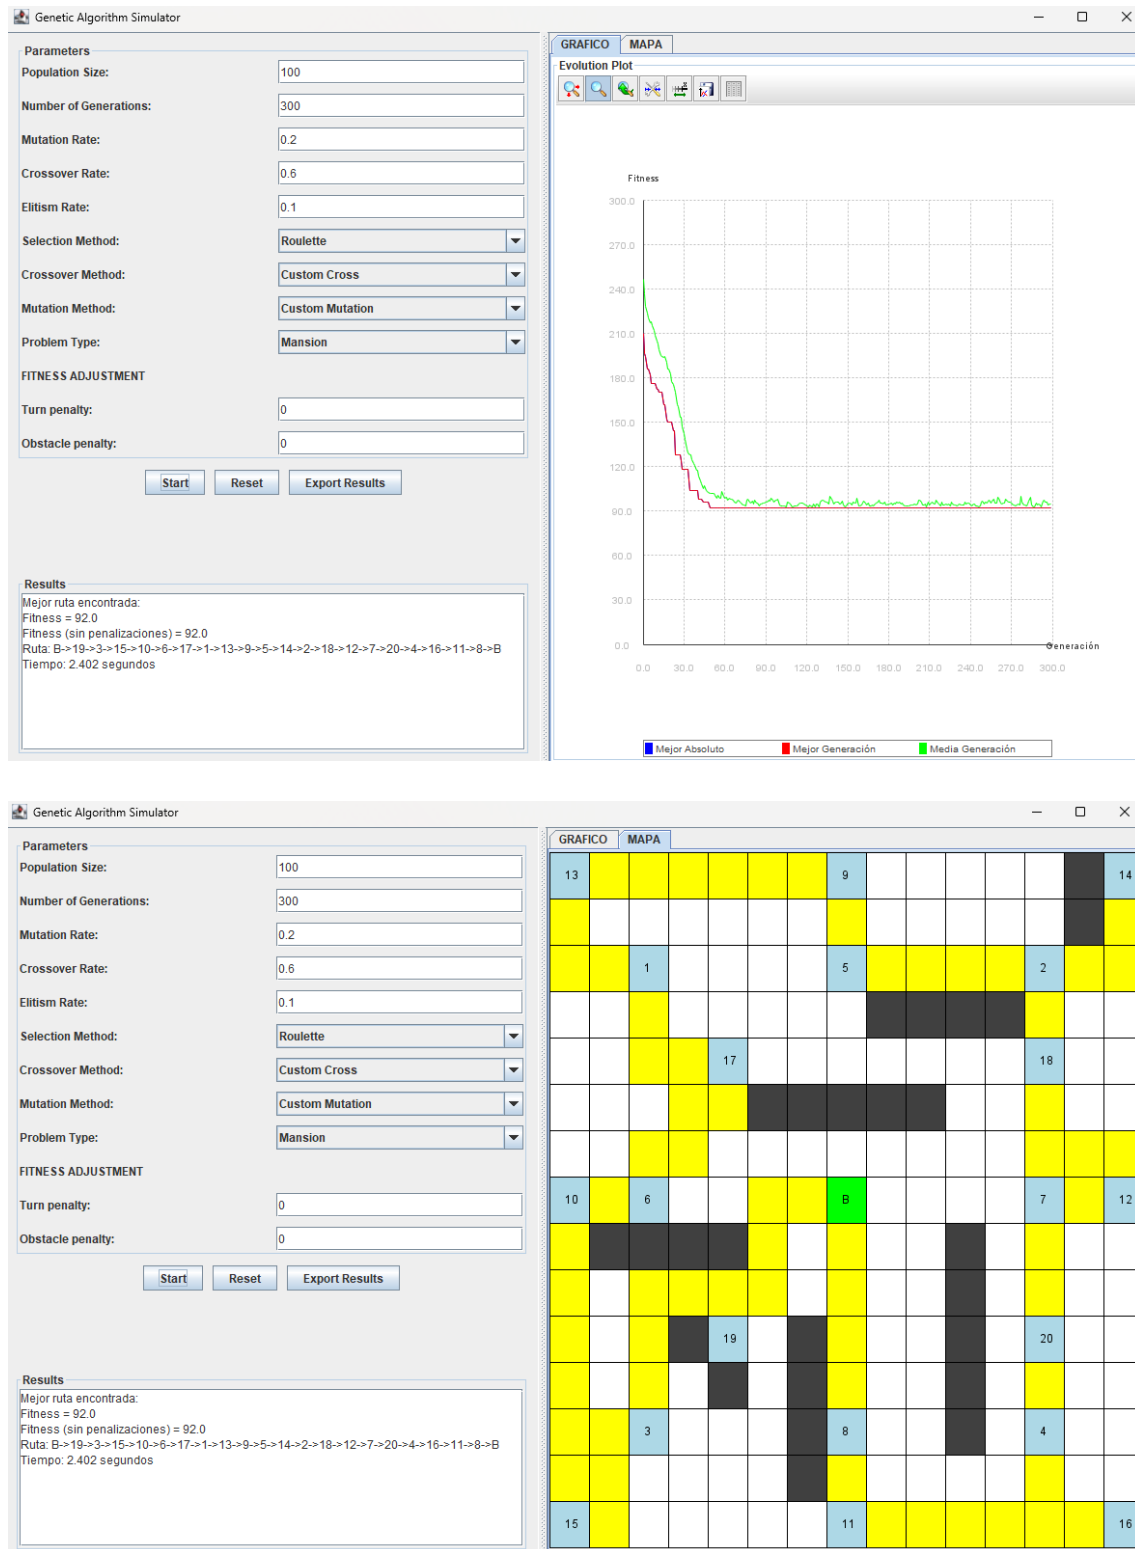 Genetic Algorithm Simulator
Parameters
Population Size: 100
Number of Generations: 300
Mutation Rate: 0.2
Crossover Rate: 0.6
Elitism Rate: 0.1
Selection Method: Roulette
Crossover Method: Custom Cross
Mutation Method: Custom Mutation
Problem Type: Mansion
FITNESS ADJUSTMENT
Turn penalty: 0
Obstacle penalty: 0
Start Reset Export Results
Results
Mejor ruta encontrada:
Fitness = 92.0
Fitness (sin penalizaciones) = 92.0
Ruta: B->19->3->15->10->6->17->1->13->9->5->14->2->18->12->7->20->4->16->11->8->B
Tiempo: 2.402 segundos
GRAFICO MAPA
Evolution Plot
Fitness
300.0
270.0
240.0
210.0
180.0
150.0
120.0
90.0
60.0
30.0
0.0
Generación
0.0 30.0 60.0 90.0 120.0 150.0 180.0 210.0 240.0 270.0 300.0
Mejor Absoluto Mejor Generación Media Generación
Genetic Algorithm Simulator
Parameters
Population Size: 100
Number of Generations: 300
Mutation Rate: 0.2
Crossover Rate: 0.6
Elitism Rate: 0.1
Selection Method: Roulette
Crossover Method: Custom Cross
Mutation Method: Custom Mutation
Problem Type: Mansion
FITNESS ADJUSTMENT
Turn penalty: 0
Obstacle penalty: 0
Start Reset Export Results
Results
Mejor ruta encontrada:
Fitness = 92.0
Fitness (sin penalizaciones) = 92.0
Ruta: B->19->3->15->10->6->17->1->13->9->5->14->2->18->12->7->20->4->16->11->8->B
Tiempo: 2.402 segundos
GRAFICO MAPA
13 9 14
1 5 2
17 18
10 6 B 7 12
19 20
3 8 4
15 11 16